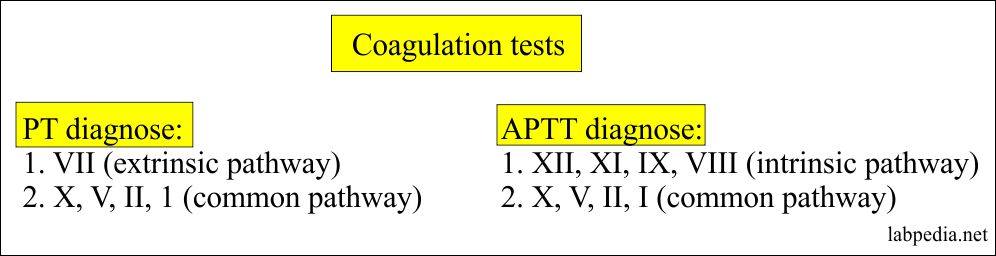 Coagulation tests
PT diagnose:
1. VII (extrinsic pathway)
2. X, V, II, 1 (common pathway)
APTT diagnose:
1. XII, XI, IX, VIII (intrinsic pathway)
2. X, V, II, I (common pathway)
labpedia.net